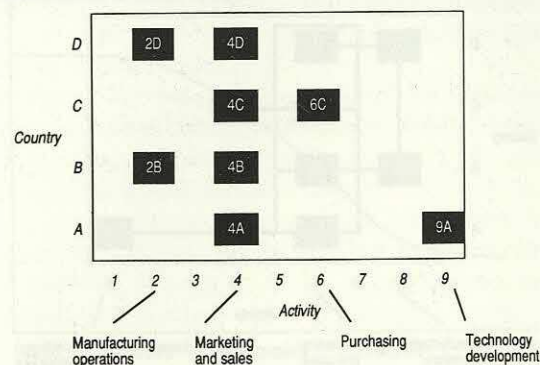 D 2D 4D
C 4C 6C
Country
B 2B 4B
A 4A 9A
1 2 3 4 5 6 7 8 9
Activity
Manufacturing operations
Marketing and sales
Purchasing
Technology development